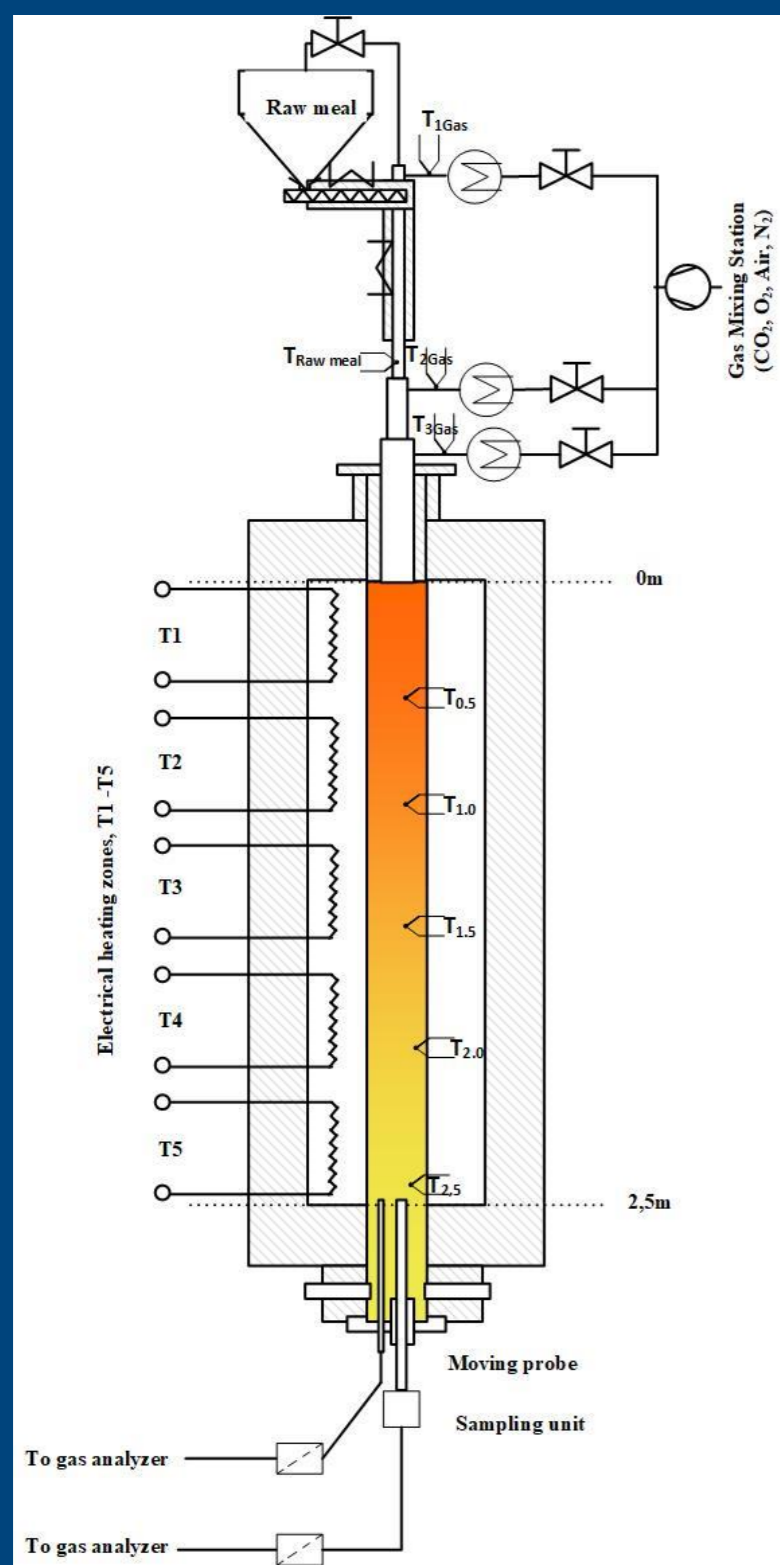 Raw meal
T1Gas
Gas Mixing Station
(CO2, O2, Air, N2)
TRaw meal
T2Gas
T3Gas
0m
T1
T0.5
T2
T1.0
Electrical heating zones, T1 -T5
T3
T1.5
T4
T2.0
T5
T2,5
2,5m
Moving probe
Sampling unit
To gas analyzer
To gas analyzer